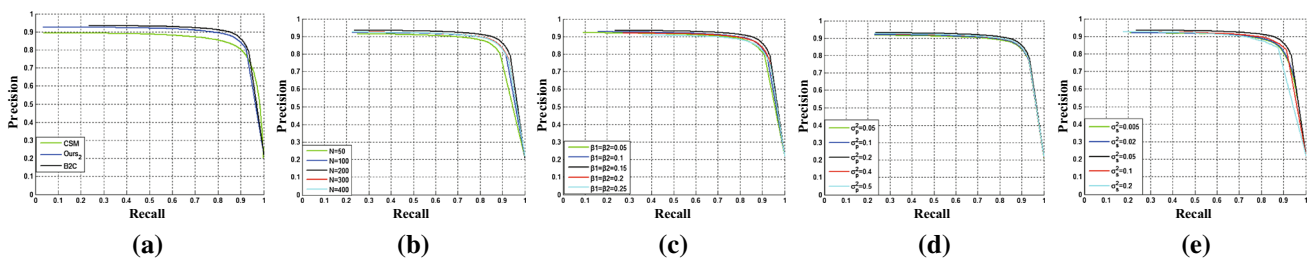 Precision
1
0.9
0.8
0.7
0.6
0.5
0.4
0.3
0.2
0.1
0
CSM
Ours₂
B2C
0 0.1 0.2 0.3 0.4 0.5 0.6 0.7 0.8 0.9 1
Recall
(a)
Precision
1
0.9
0.8
0.7
0.6
0.5
0.4
0.3
0.2
0.1
0
N=50
N=100
N=200
N=300
N=400
0 0.1 0.2 0.3 0.4 0.5 0.6 0.7 0.8 0.9 1
Recall
(b)
Precision
1
0.9
0.8
0.7
0.6
0.5
0.4
0.3
0.2
0.1
0
β1=β2=0.05
β1=β2=0.1
β1=β2=0.15
β1=β2=0.2
β1=β2=0.25
0 0.1 0.2 0.3 0.4 0.5 0.6 0.7 0.8 0.9 1
Recall
(c)
Precision
1
0.9
0.8
0.7
0.6
0.5
0.4
0.3
0.2
0.1
0
σ²ₚ=0.05
σ²ₚ=0.1
σ²ₚ=0.2
σ²ₚ=0.4
σ²ₚ=0.5
0 0.1 0.2 0.3 0.4 0.5 0.6 0.7 0.8 0.9 1
Recall
(d)
Precision
1
0.9
0.8
0.7
0.6
0.5
0.4
0.3
0.2
0.1
0
σ²ₛ=0.005
σ²ₛ=0.02
σ²ₛ=0.05
σ²ₛ=0.1
σ²ₛ=0.2
0 0.1 0.2 0.3 0.4 0.5 0.6 0.7 0.8 0.9 1
Recall
(e)